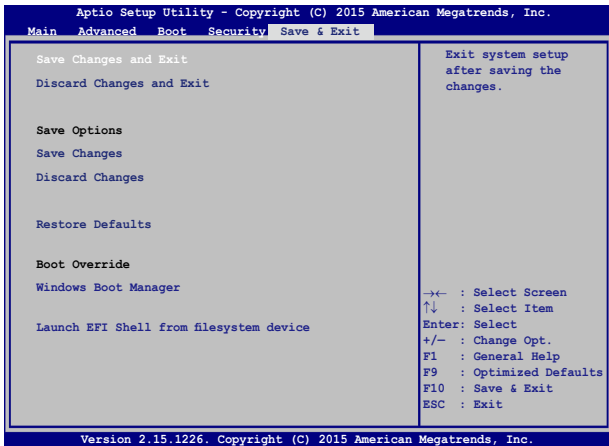 Aptio Setup Utility - Copyright (C) 2015 American Megatrends, Inc.
Main Advanced Boot Security Save & Exit
Save Changes and Exit
Discard Changes and Exit
Save Options
Save Changes
Discard Changes
Restore Defaults
Boot Override
Windows Boot Manager
Launch EFI Shell from filesystem device
Exit system setup
after saving the
changes.
→← : Select Screen
↑↓ : Select Item
Enter: Select
+/— : Change Opt.
F1 : General Help
F9 : Optimized Defaults
F10 : Save & Exit
ESC : Exit
Version 2.15.1226. Copyright (C) 2015 American Megatrends, Inc.